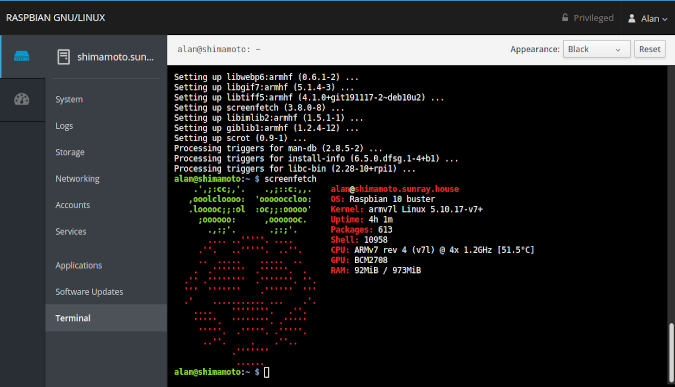 RASPBIAN GNU/LINUX
Privileged
Alan
shimamoto.sun...
alan@shimamoto: ~
Appearance:
Black
Reset
System
Logs
Storage
Networking
Accounts
Services
Applications
Software Updates
Terminal
Setting up libwebp6:armhf (0.6.1-2) ...
Setting up libgif7:armhf (5.1.4-3) ...
Setting up libtiff5:armhf (4.1.0+git191117-2~deb10u2) ...
Setting up screenfetch (3.8.0-8) ...
Setting up libimlib2:armhf (1.5.1-1) ...
Setting up giblib1:armhf (1.2.4-12) ...
Setting up scrot (0.9-1) ...
Processing triggers for man-db (2.8.5-2) ...
Processing triggers for install-info (6.5.0.dfsg.1-4+b1) ...
Processing triggers for libc-bin (2.28-10+rpi1) ...
alan@shimamoto:~ $ screenfetch
alan@shimamoto.sunray.house
OS: Raspbian 10 buster
Kernel: armv7l Linux 5.10.17-v7+
Uptime: 4h 1m
Packages: 613
Shell: 10958
CPU: ARMv7 rev 4 (v7l) @ 4x 1.2GHz [51.5°C]
GPU: BCM2708
RAM: 92MiB / 973MiB
alan@shimamoto:~ $